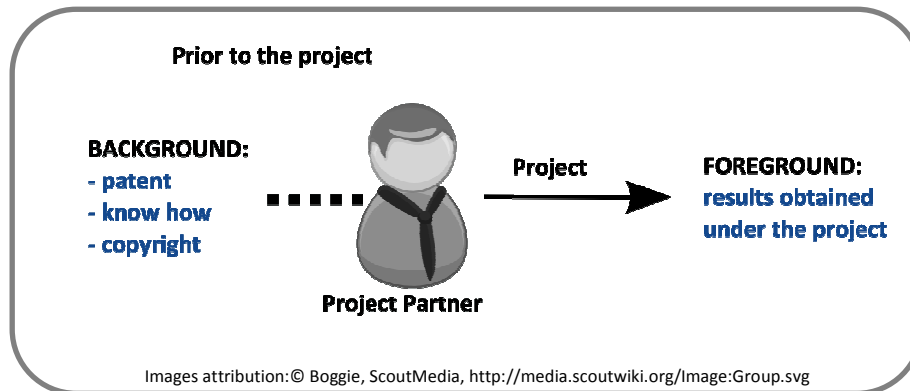 Prior to the project
BACKGROUND:
- patent
- know how
- copyright
Project
FOREGROUND:
results obtained
under the project
Project Partner
Images attribution:© Boggie, ScoutMedia, http://media.scoutwiki.org/Image:Group.svg